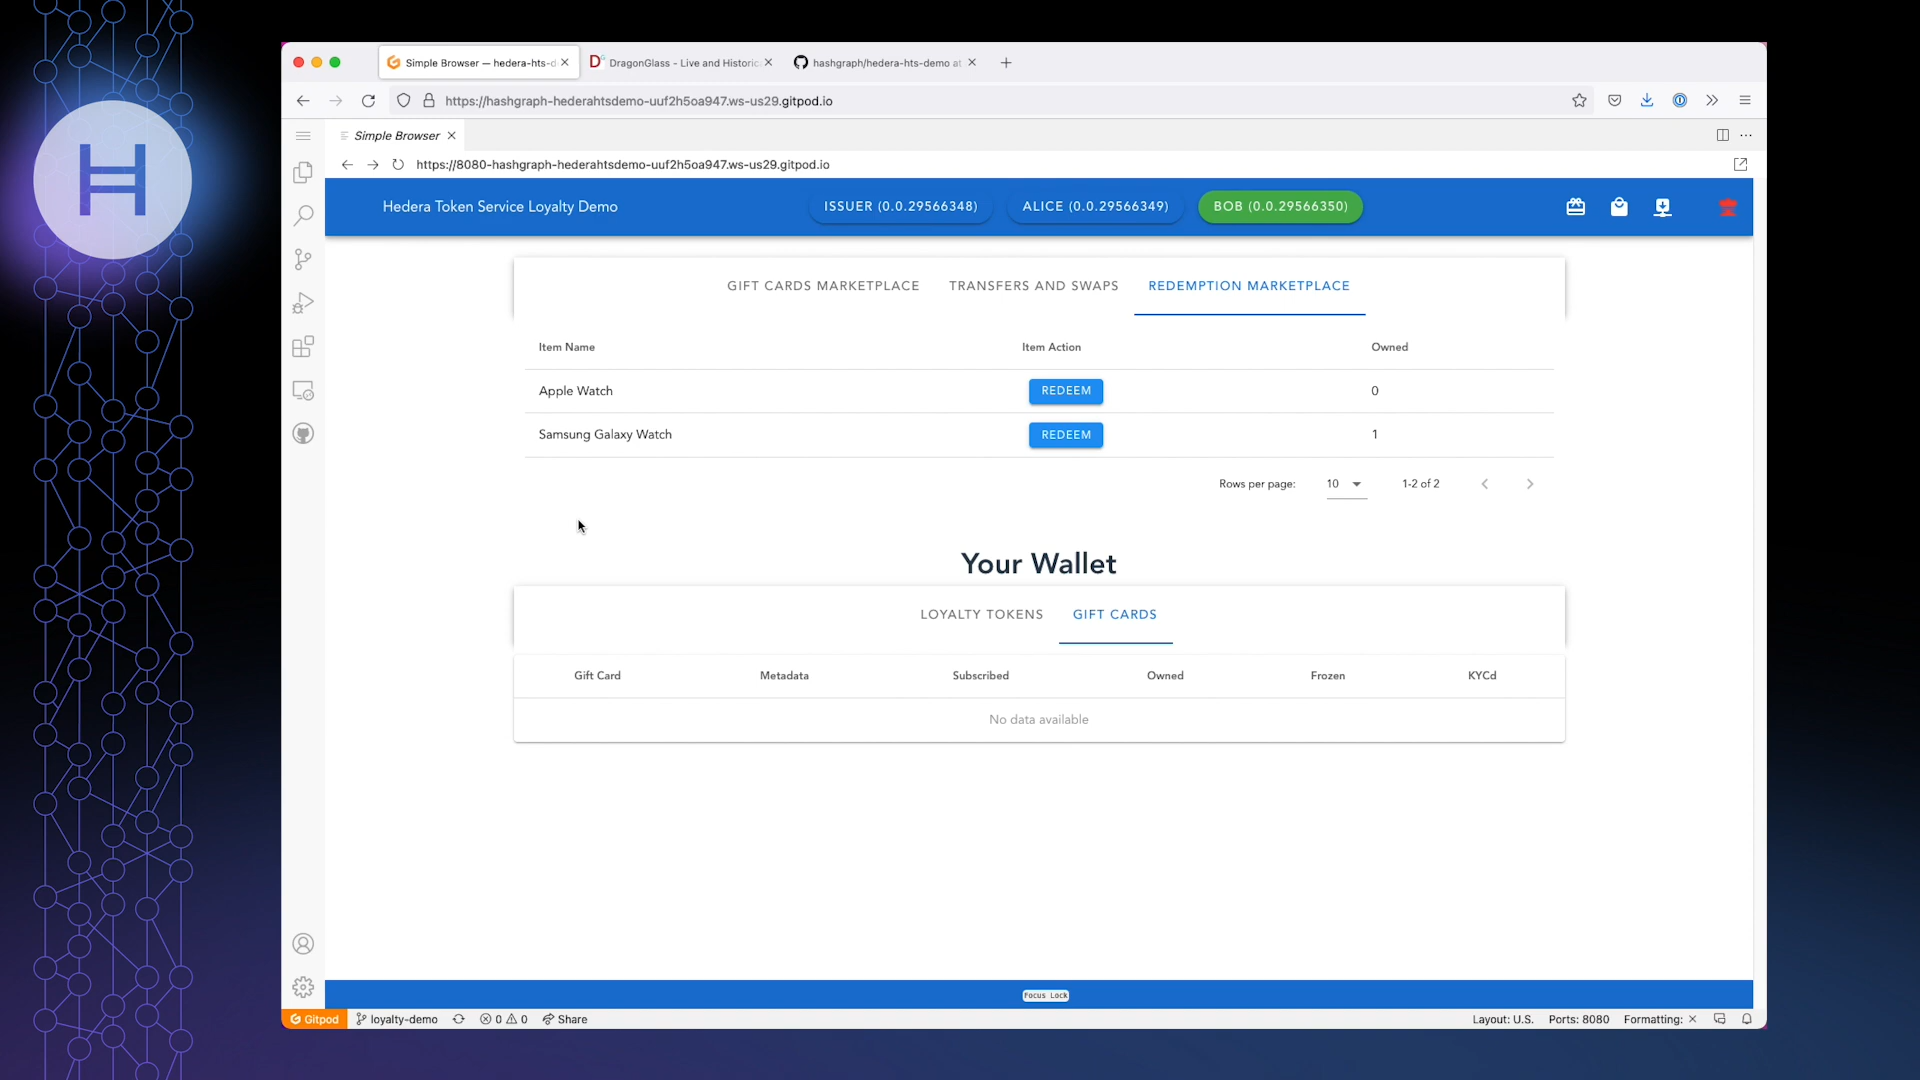 Simple Browser — hedera-hts-d
DragonGlass - Live and Historic
hashgraph/hedera-hts-demo at
https://hashgraph-hederahtsdemo-uuf2h5oa947.ws-us29.gitpod.io
Simple Browser
https://8080-hashgraph-hederahtsdemo-uuf2h5oa947.ws-us29.gitpod.io
Hedera Token Service Loyalty Demo
ISSUER (0.0.29566348)
ALICE (0.0.29566349)
BOB (0.0.29566350)
GIFT CARDS MARKETPLACE
TRANSFERS AND SWAPS
REDEMPTION MARKETPLACE
Item Name Item Action Owned
Apple Watch REDEEM 0
Samsung Galaxy Watch REDEEM 1
Rows per page: 10 1-2 of 2
Your Wallet
LOYALTY TOKENS GIFT CARDS
Gift Card Metadata Subscribed Owned Frozen KYCd
No data available
Focus Lock
Gitpod loyalty-demo 0 0 Share Layout: U.S. Ports: 8080 Formatting: ×